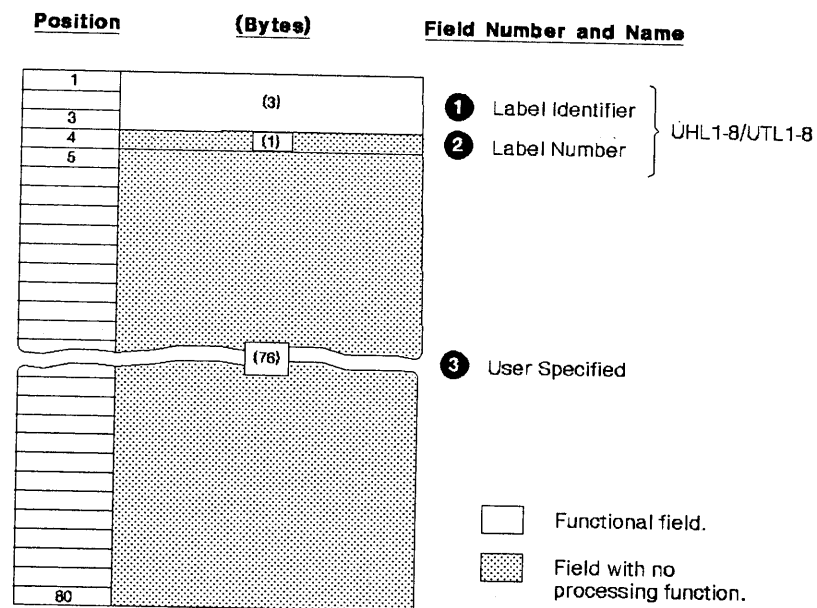 Position (Bytes) Field Number and Name
1
(3)
3
1 Label Identifier
4
(1)
2 Label Number
UHL1-8/UTL1-8
5
(76)
3 User Specified
Functional field.
Field with no
processing function.
80